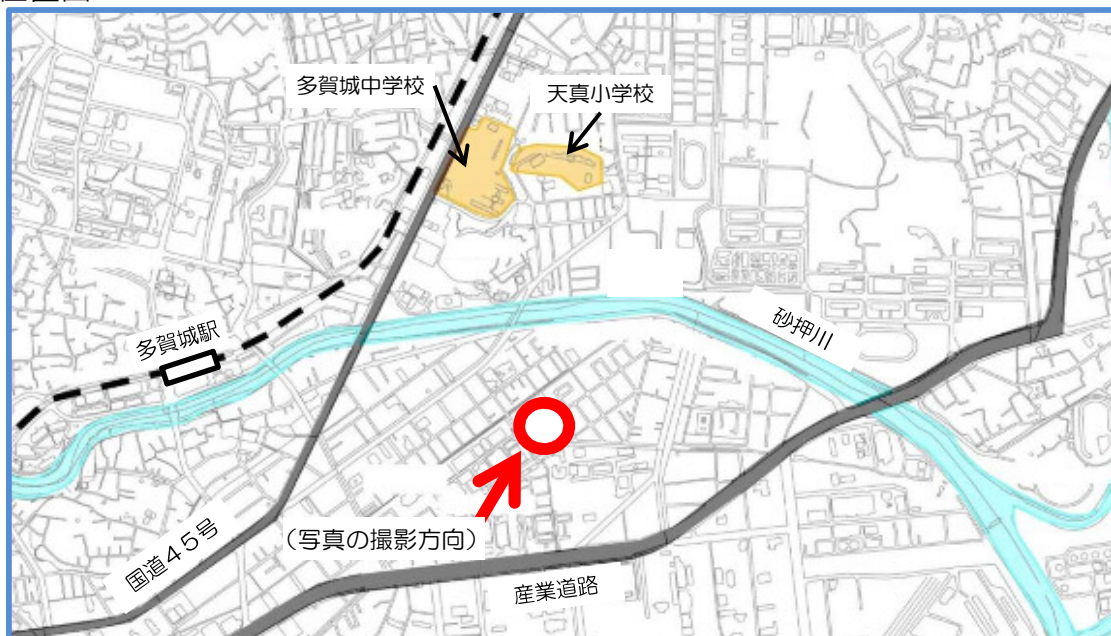 多賀城中学校
天真小学校
多賀城駅
砂押川
国道45号
（写真の撮影方向）
産業道路